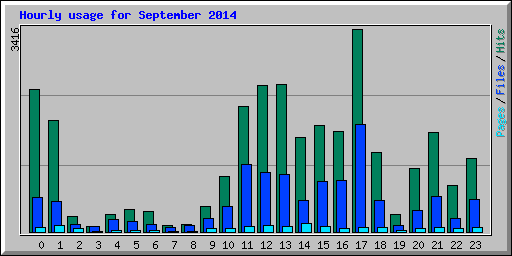 Hourly usage for September 2014
3416
Pages/Files/Hits
0 1 2 3 4 5 6 7 8 9 10 11 12 13 14 15 16 17 18 19 20 21 22 23